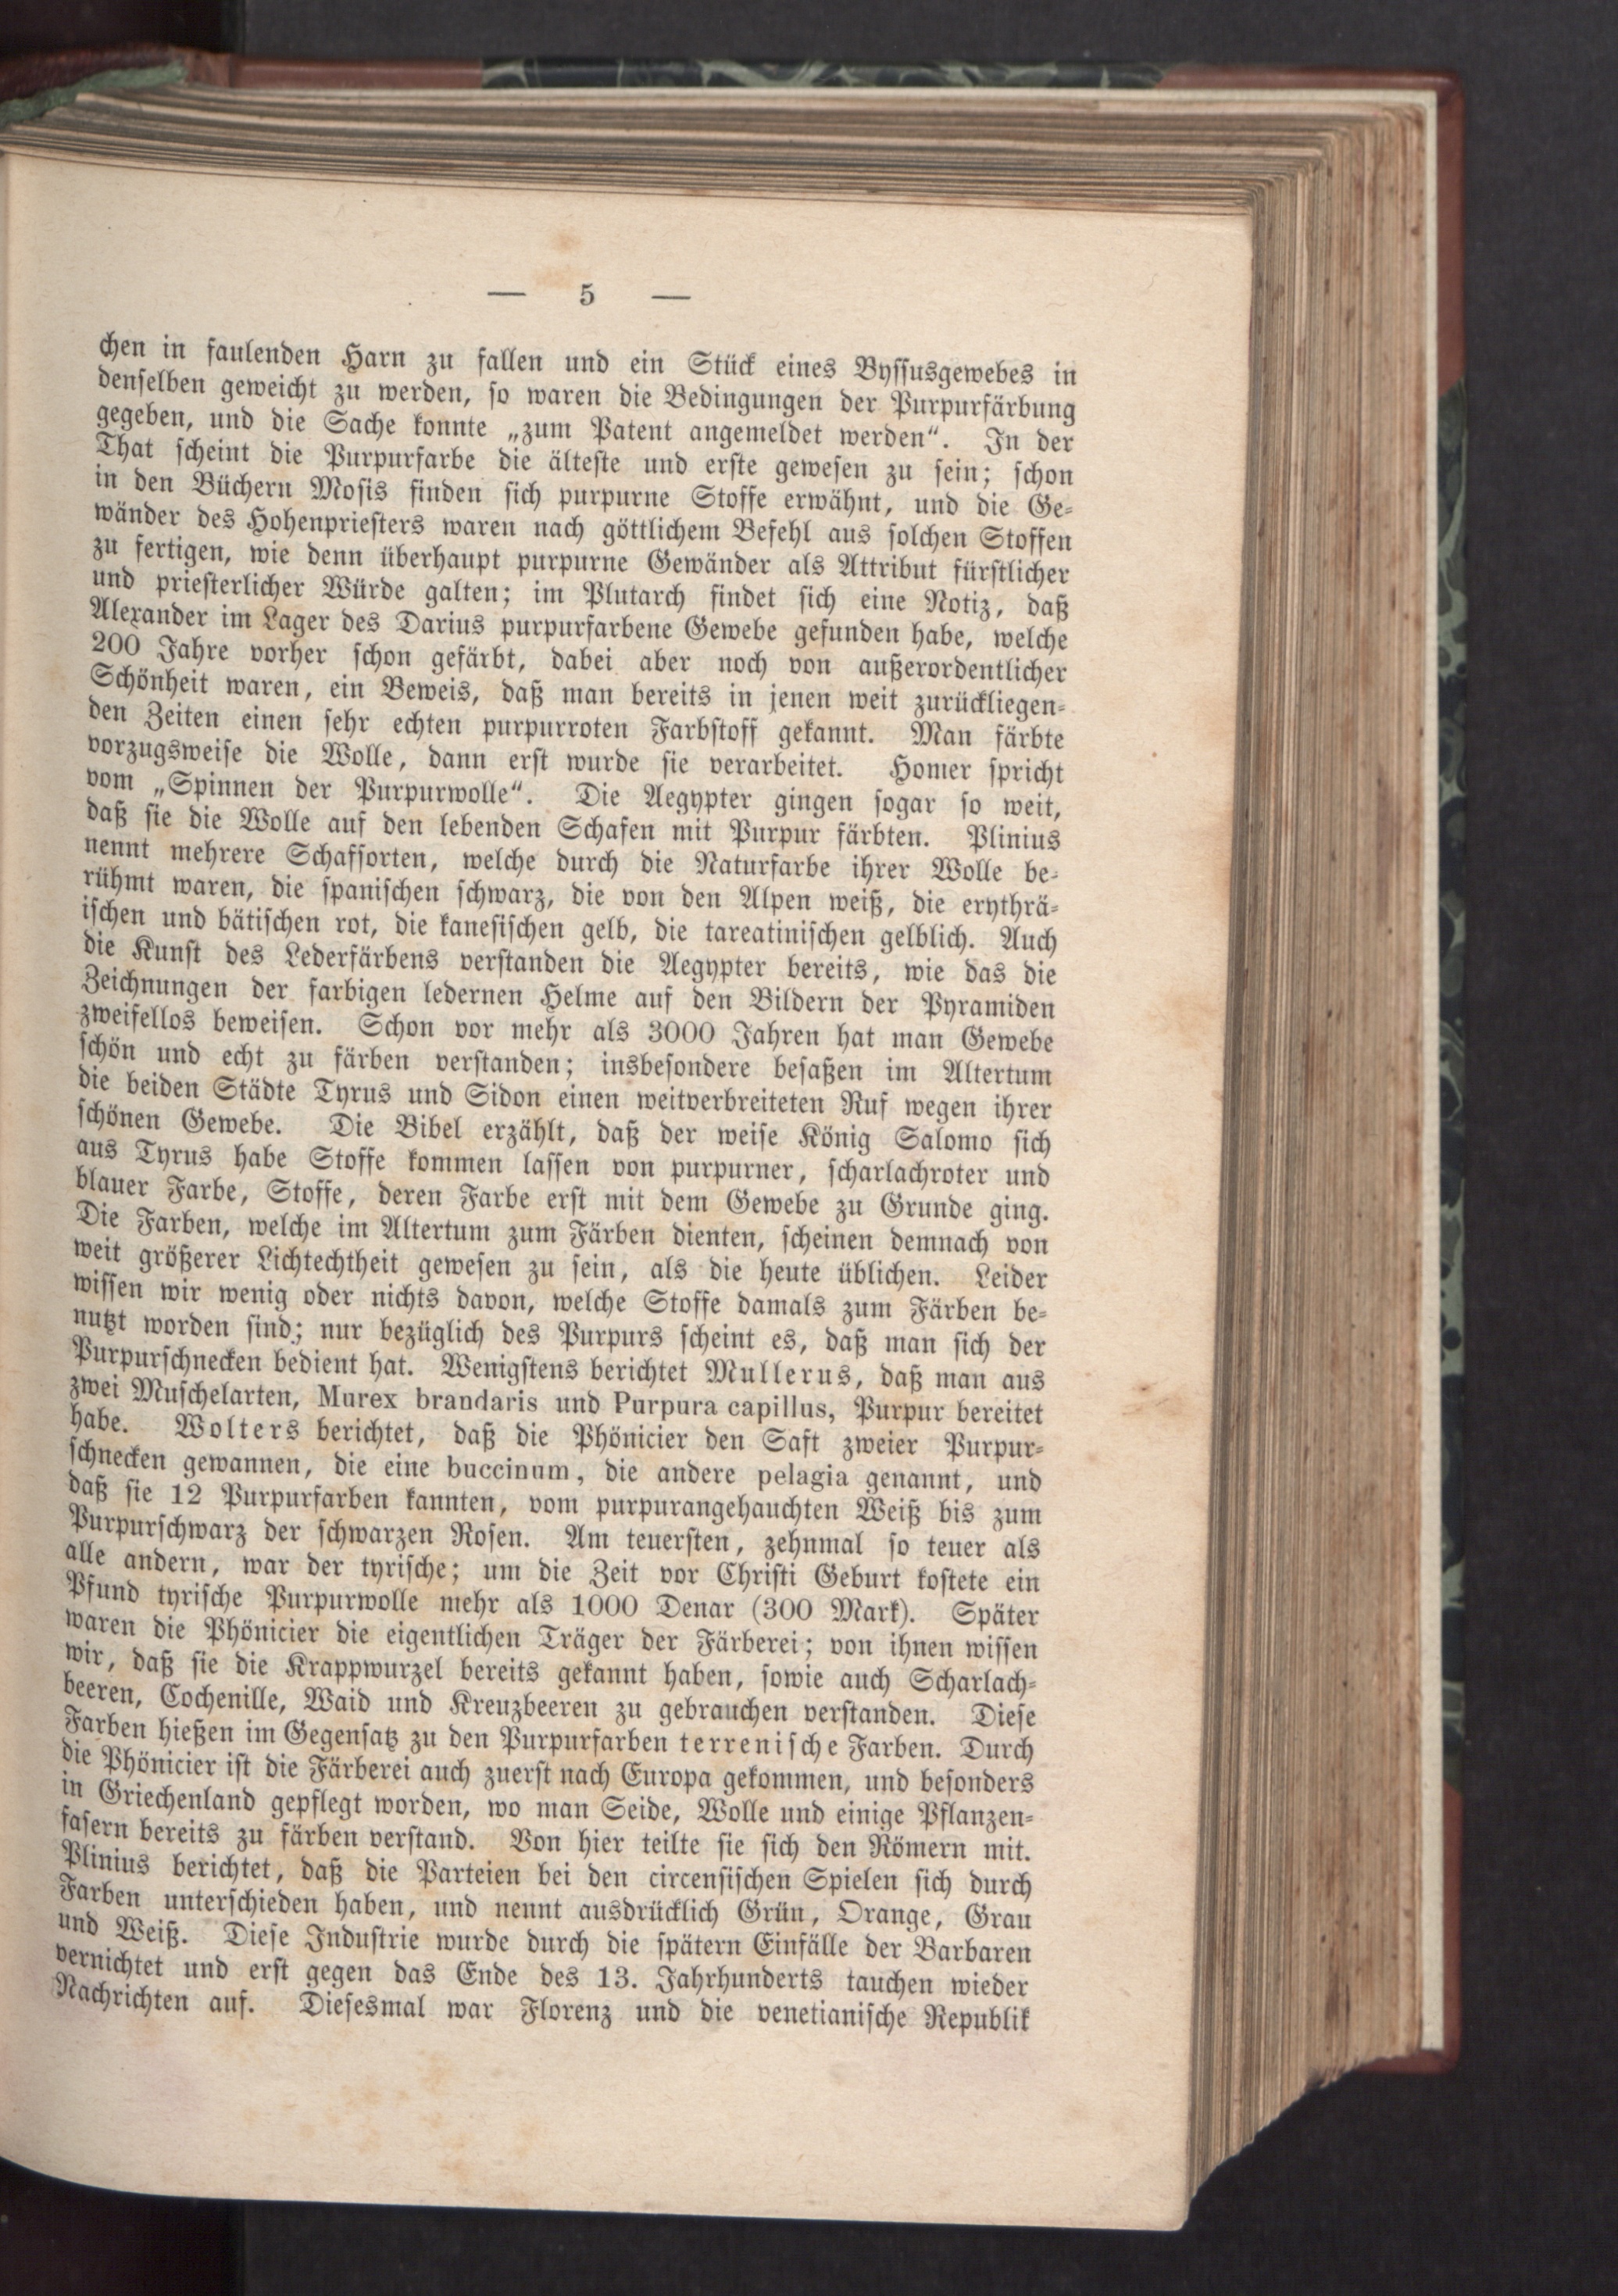 — 5 —
chen in faulenden Harn zu fallen und ein Stück eines Byssusgewebes in
denselben geweicht zu werden, so waren die Bedingungen der Purpurfärbung
gegeben, und die Sache konnte „zum Patent angemeldet werden“. In der
That scheint die Purpurfarbe die älteste und erste gewesen zu sein; schon
in den Büchern Mosis finden sich purpurne Stoffe erwähnt, und die Ge-
wänder des Hohenpriesters waren nach göttlichem Befehl aus solchen Stoffen
zu fertigen, wie denn überhaupt purpurne Gewänder als Attribut fürstlicher
und priesterlicher Würde galten; im Plutarch findet sich eine Notiz, daß
Alexander im Lager des Darius purpurfarbene Gewebe gefunden habe, welche
200 Jahre vorher schon gefärbt, dabei aber noch von außerordentlicher
Schönheit waren, ein Beweis, daß man bereits in jenen weit zurückliegen-
den Zeiten einen sehr echten purpurroten Farbstoff gekannt. Man färbte
vorzugsweise die Wolle, dann erst wurde sie verarbeitet. Homer spricht
vom „Spinnen der Purpurwolle“. Die Aegypter gingen sogar so weit,
daß sie die Wolle auf den lebenden Schafen mit Purpur färbten. Plinius
nennt mehrere Schafsorten, welche durch die Naturfarbe ihrer Wolle be-
rühmt waren, die spanischen schwarz, die von den Alpen weiß, die erythrä-
ischen und bätischen rot, die kanesischen gelb, die tareatinischen gelblich. Auch
die Kunst des Lederfärbens verstanden die Aegypter bereits, wie das die
Zeichnungen der farbigen ledernen Helme auf den Bildern der Pyramiden
zweifellos beweisen. Schon vor mehr als 3000 Jahren hat man Gewebe
schön und echt zu färben verstanden; insbesondere besaßen im Altertum
die beiden Städte Tyrus und Sidon einen weitverbreiteten Ruf wegen ihrer
schönen Gewebe. Die Bibel erzählt, daß der weise König Salomo sich
aus Tyrus habe Stoffe kommen lassen von purpurner, scharlachroter und
blauer Farbe, Stoffe, deren Farbe erst mit dem Gewebe zu Grunde ging.
Die Farben, welche im Altertum zum Färben dienten, scheinen demnach von
weit größerer Lichtechtheit gewesen zu sein, als die heute üblichen. Leider
wissen wir wenig oder nichts davon, welche Stoffe damals zum Färben be-
nutzt worden sind; nur bezüglich des Purpurs scheint es, daß man sich der
Purpurschnecken bedient hat. Wenigstens berichtet Mullerus, daß man aus
zwei Muschelarten, Murex brandaris und Purpura capillus, Purpur bereitet
habe. Wolters berichtet, daß die Phönicier den Saft zweier Purpur-
schnecken gewannen, die eine buccinum, die andere pelagia genannt, und
daß sie 12 Purpurfarben kannten, vom purpurangehauchten Weiß bis zum
Purpurschwarz der schwarzen Rosen. Am teuersten, zehnmal so teuer als
alle andern, war der tyrische; um die Zeit vor Christi Geburt kostete ein
Pfund tyrische Purpurwolle mehr als 1000 Denar (300 Mark). Später
waren die Phönicier die eigentlichen Träger der Färberei; von ihnen wissen
wir, daß sie die Krappwurzel bereits gekannt haben, sowie auch Scharlach-
beeren, Cochenille, Waid und Kreuzbeeren zu gebrauchen verstanden. Diese
Farben hießen im Gegensatz zu den Purpurfarben terrenische Farben. Durch
die Phönicier ist die Färberei auch zuerst nach Europa gekommen, und besonders
in Griechenland gepflegt worden, wo man Seide, Wolle und einige Pflanzen-
fasern bereits zu färben verstand. Von hier teilte sie sich den Römern mit.
Plinius berichtet, daß die Parteien bei den circensischen Spielen sich durch
Farben unterschieden haben, und nennt ausdrücklich Grün, Orange, Grau
und Weiß. Diese Industrie wurde durch die spätern Einfälle der Barbaren
vernichtet und erst gegen das Ende des 13. Jahrhunderts tauchen wieder
Nachrichten auf. Diesesmal war Florenz und die venetianische Republik